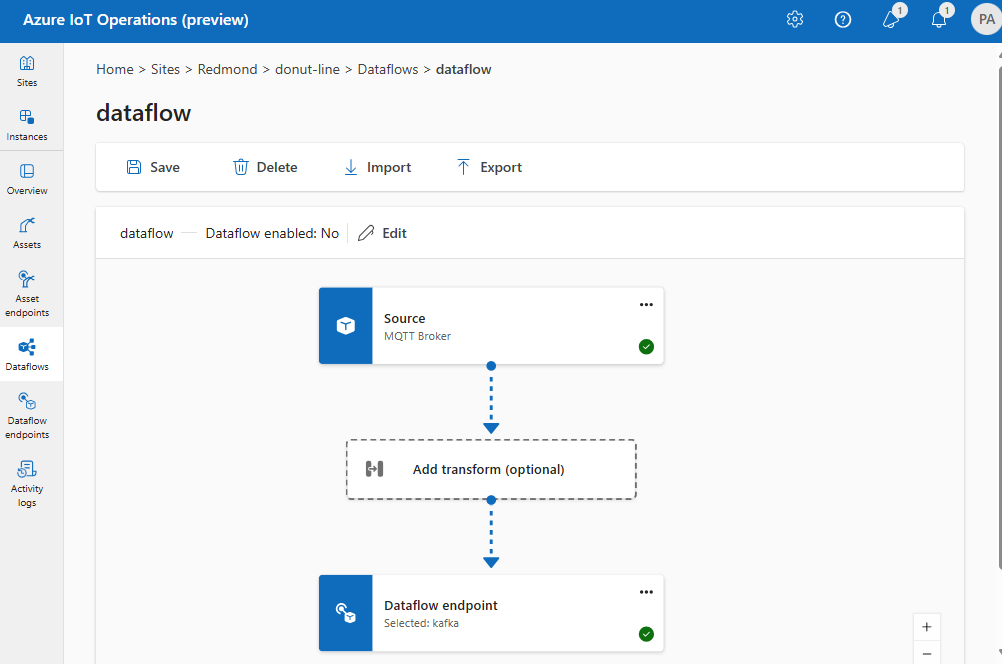 Azure IoT Operations (preview)
1
1
PA
Sites
Instances
Overview
Assets
Asset
endpoints
Dataflows
Dataflow
endpoints
Activity
logs
Home > Sites > Redmond > donut-line > Dataflows > dataflow
dataflow
Save
Delete
Import
Export
dataflow
Dataflow enabled: No
Edit
Source
MQTT Broker
Add transform (optional)
Dataflow endpoint
Selected: kafka